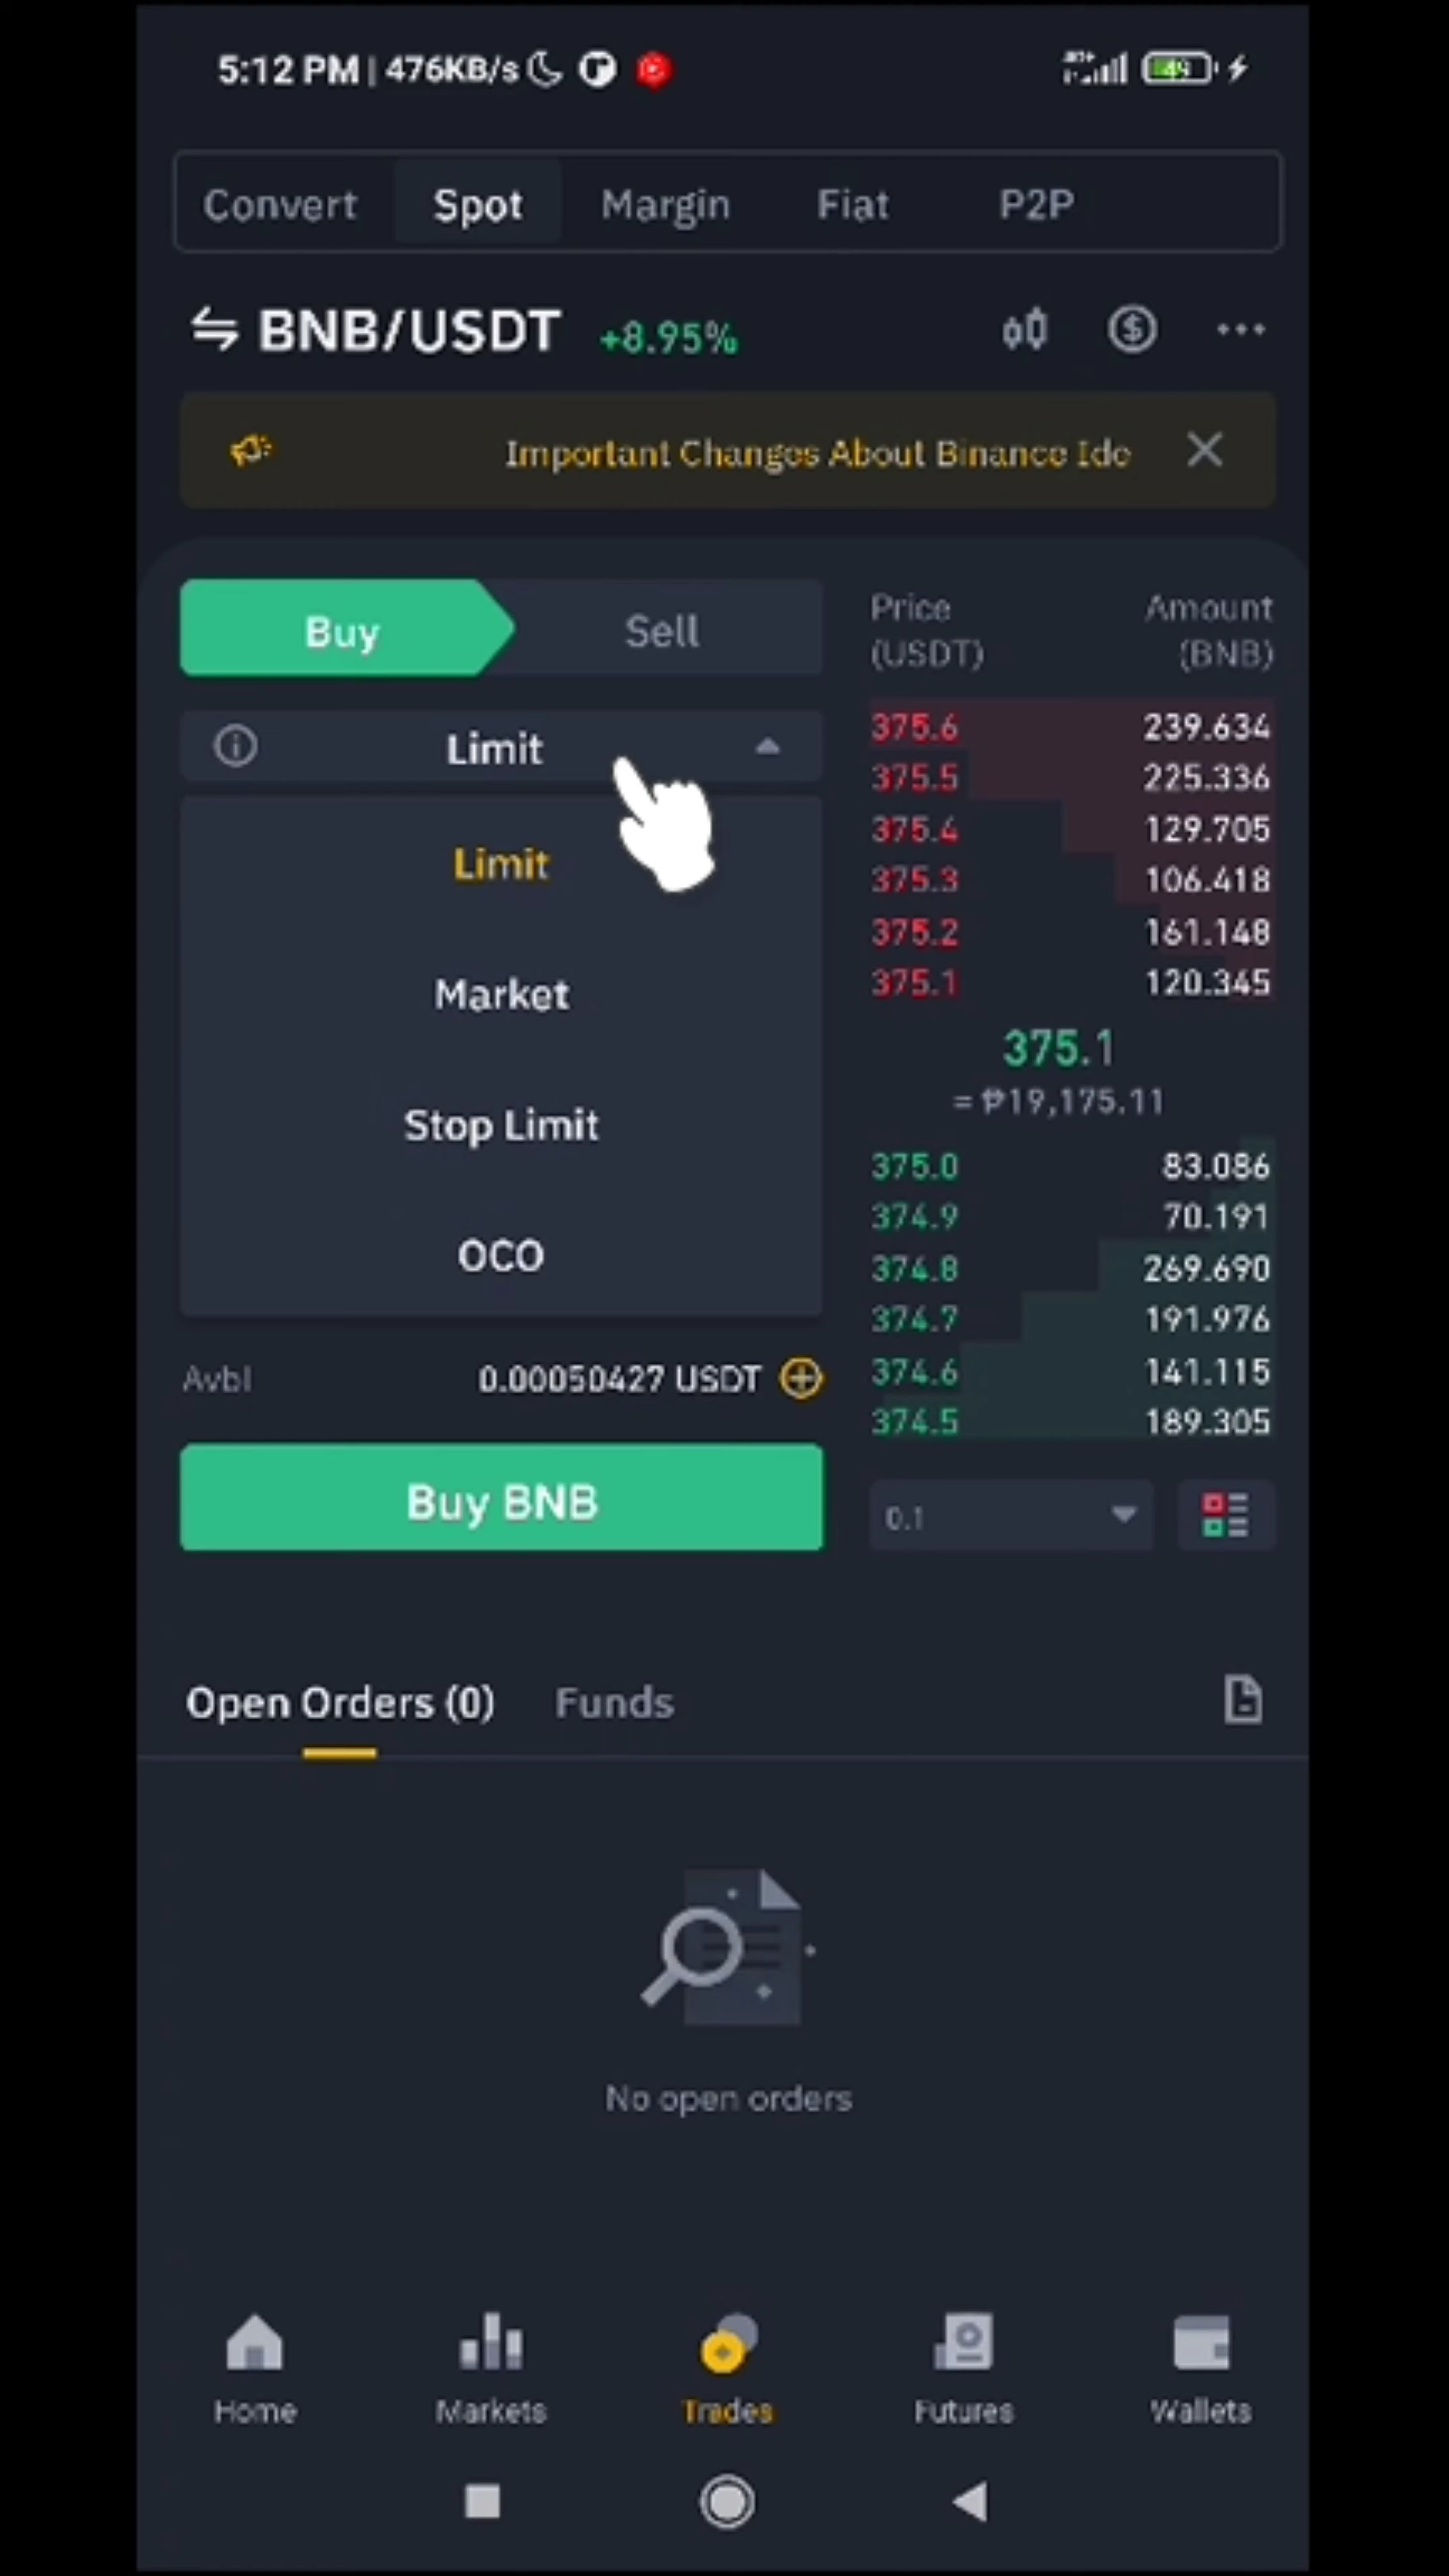 5:12 PM | 476KB/s
49
Convert Spot Margin Fiat P2P
BNB/USDT +8.95%
Important Changes About Binance Ide
Buy Sell
Limit
Limit
Market
Stop Limit
OCO
Avbl 0.00050427 USDT
Buy BNB
Price Amount
(USDT) (BNB)
375.6 239.634
375.5 225.336
375.4 129.705
375.3 106.418
375.2 161.148
375.1 120.345
375.1
= ₱19,175.11
375.0 83.086
374.9 70.191
374.8 269.690
374.7 191.976
374.6 141.115
374.5 189.305
0.1
Open Orders (0) Funds
No open orders
Home Markets Trades Futures Wallets